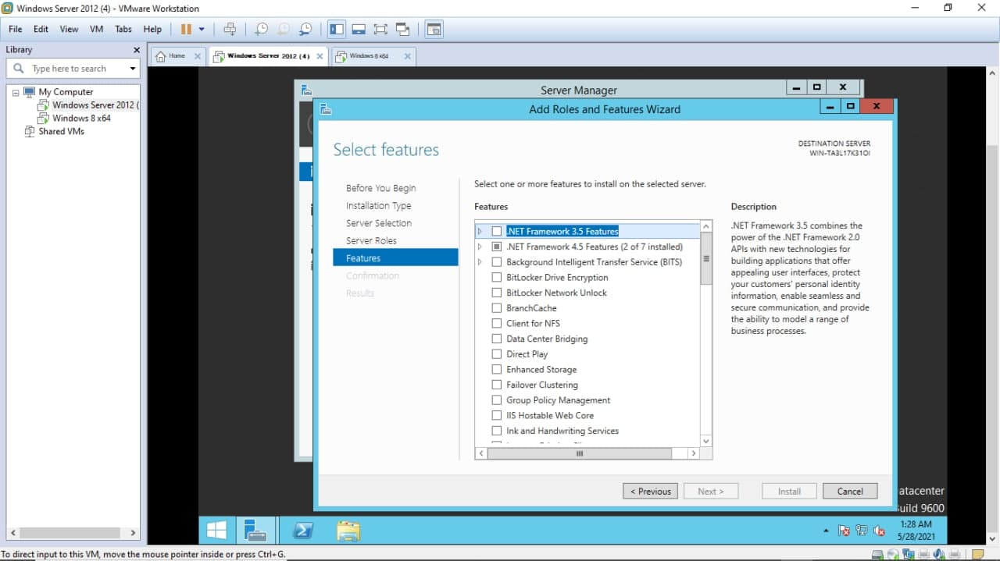 Windows Server 2012 (4) - VMware Workstation
File Edit View VM Tabs Help
Library
Type here to search
My Computer
Windows Server 2012 (
Windows 8 x64
Shared VMs
Home
Windows Server 2012 (4)
Windows 8 x64
Server Manager
Add Roles and Features Wizard
Select features
DESTINATION SERVER
WIN-TA3L17K31OI
Before You Begin
Installation Type
Server Selection
Server Roles
Features
Confirmation
Results
Select one or more features to install on the selected server.
Features
.NET Framework 3.5 Features
.NET Framework 4.5 Features (2 of 7 installed)
Background Intelligent Transfer Service (BITS)
BitLocker Drive Encryption
BitLocker Network Unlock
BranchCache
Client for NFS
Data Center Bridging
Direct Play
Enhanced Storage
Failover Clustering
Group Policy Management
IIS Hostable Web Core
Ink and Handwriting Services
Description
.NET Framework 3.5 combines the
power of the .NET Framework 2.0
APIs with new technologies for
building applications that offer
appealing user interfaces, protect
your customers' personal identity
information, enable seamless and
secure communication, and provide
the ability to model a range of
business processes.
< Previous
Next >
Install
Cancel
atacenter
uild 9600
1:28 AM
5/28/2021
To direct input to this VM, move the mouse pointer inside or press Ctrl+G.